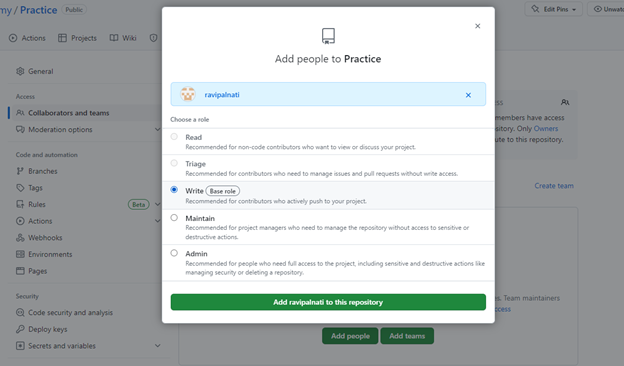 my / Practice Public
Edit Pins
Unwatch
Actions
Projects
Wiki
General
Access
Collaborators and teams
Moderation options
Code and automation
Branches
Tags
Rules Beta
Actions
Webhooks
Environments
Pages
Security
Code security and analysis
Deploy keys
Secrets and variables
Add people to Practice
ravipalnati
Choose a role
Read
Recommended for non-code contributors who want to view or discuss your project.
Triage
Recommended for contributors who need to manage issues and pull requests without write access.
Write Base role
Recommended for contributors who actively push to your project.
Maintain
Recommended for project managers who need to manage the repository without access to sensitive or
destructive actions.
Admin
Recommended for people who need full access to the project, including sensitive and destructive actions like
managing security or deleting a repository.
Add ravipalnati to this repository
members have access
Only Owners
to this repository.
Create team
Team maintainers
Add people
Add teams